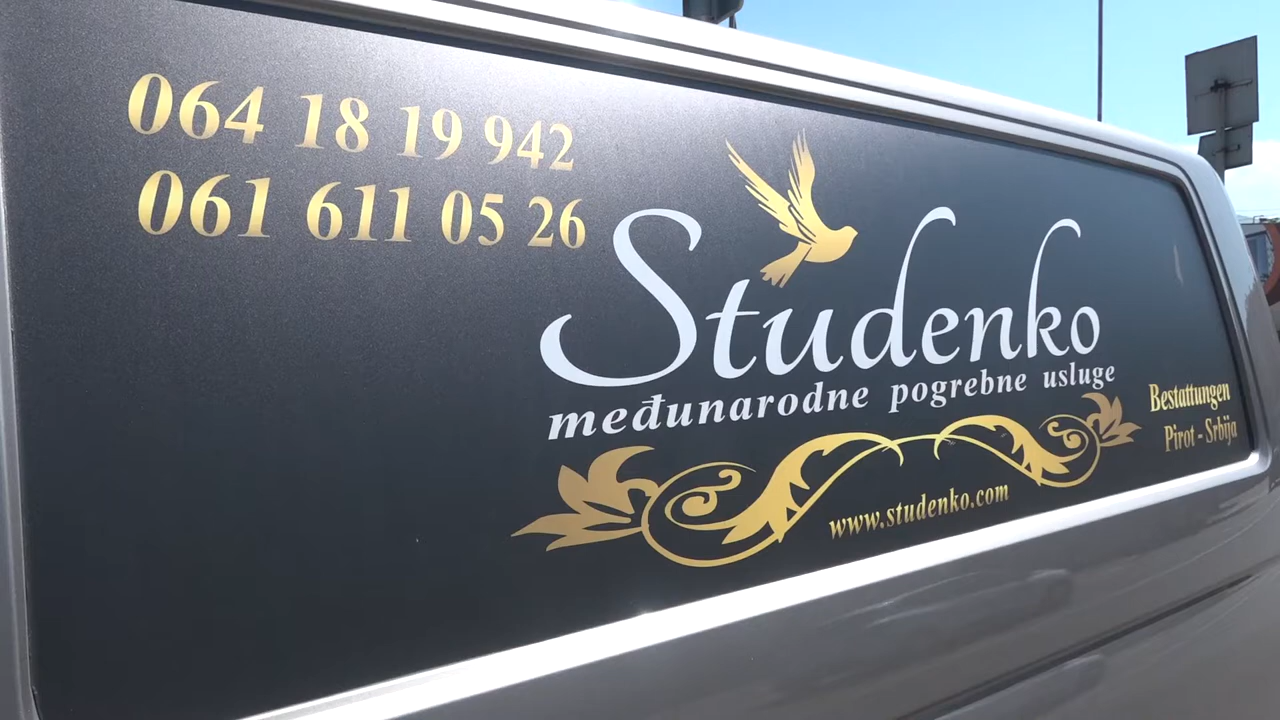 064 18 19 942
061 611 05 26
Studenko
međunarodne pogrebne usluge
Bestattungen
Pirot - Srbija
www.studenko.com